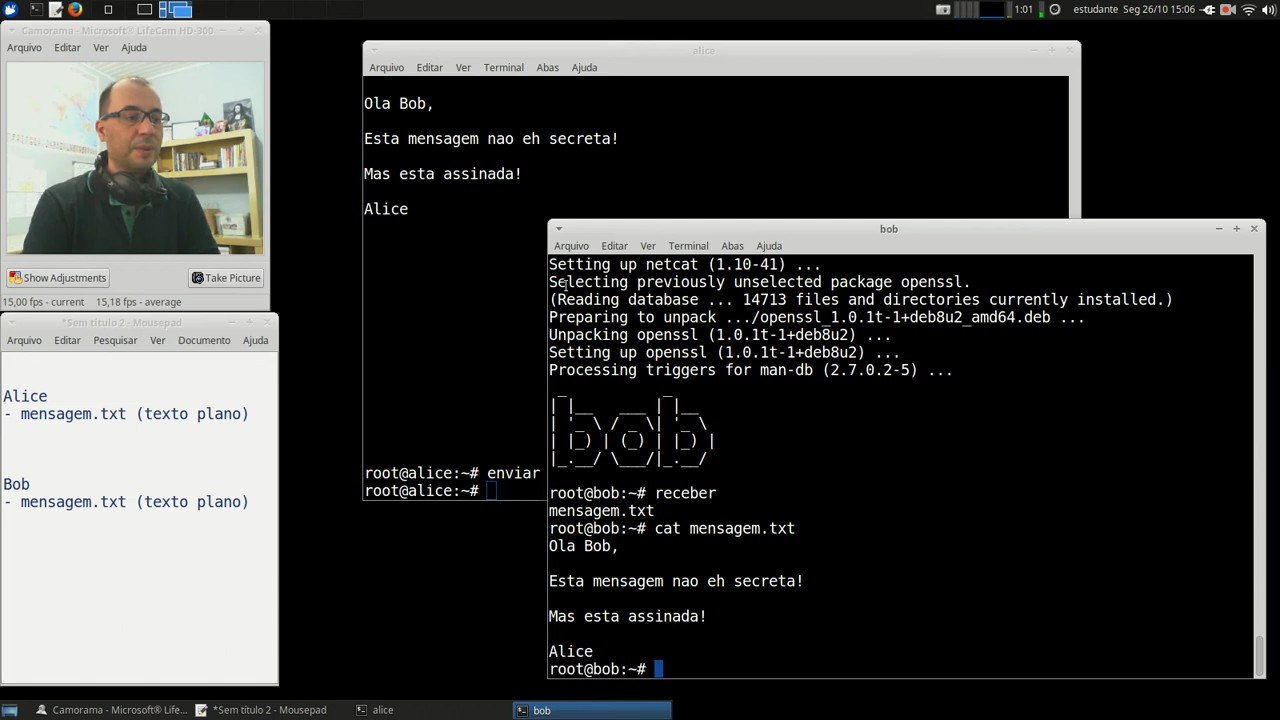 1:01
estudante Seg 26/10 15:06
Camorama - Microsoft® LifeCam HD-300
Arquivo Editar Ver Ajuda
Show Adjustments
Take Picture
15,00 fps - current 15,18 fps - average
*Sem título 2 - Mousepad
Arquivo Editar Pesquisar Ver Documento Ajuda
Alice
- mensagem.txt (texto plano)
Bob
- mensagem.txt (texto plano)
alice
Arquivo Editar Ver Terminal Abas Ajuda
Ola Bob,
Esta mensagem nao eh secreta!
Mas esta assinada!
Alice
root@alice:~# enviar
root@alice:~#
bob
Arquivo Editar Ver Terminal Abas Ajuda
Setting up netcat (1.10-41) ...
Selecting previously unselected package openssl.
(Reading database ... 14713 files and directories currently installed.)
Preparing to unpack .../openssl_1.0.1t-1+deb8u2_amd64.deb ...
Unpacking openssl (1.0.1t-1+deb8u2) ...
Setting up openssl (1.0.1t-1+deb8u2) ...
Processing triggers for man-db (2.7.0.2-5) ...
bob
root@bob:~# receber
mensagem.txt
root@bob:~# cat mensagem.txt
Ola Bob,
Esta mensagem nao eh secreta!
Mas esta assinada!
Alice
root@bob:~#
Camorama - Microsoft® LifeC...
*Sem título 2 - Mousepad
alice
bob